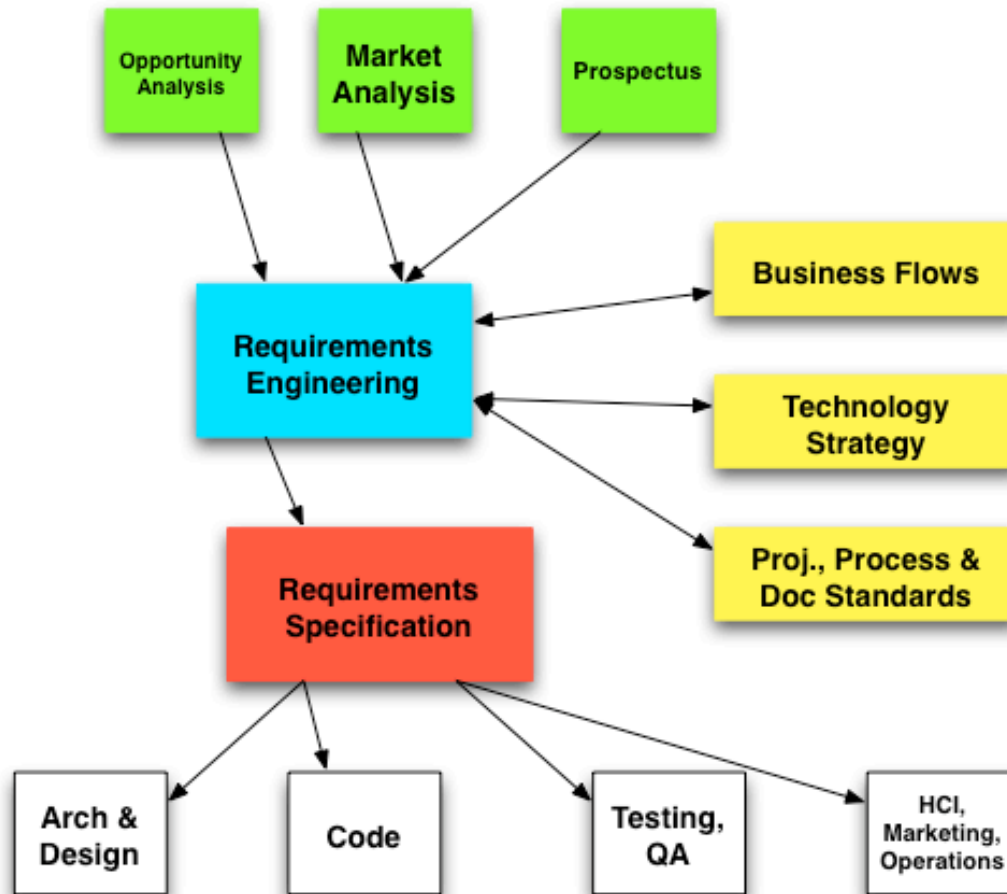 Opportunity
Analysis
Market
Analysis
Prospectus
Business Flows
Requirements
Engineering
Technology
Strategy
Proj., Process &
Doc Standards
Requirements
Specification
Arch &
Design
Code
Testing,
QA
HCI,
Marketing,
Operations